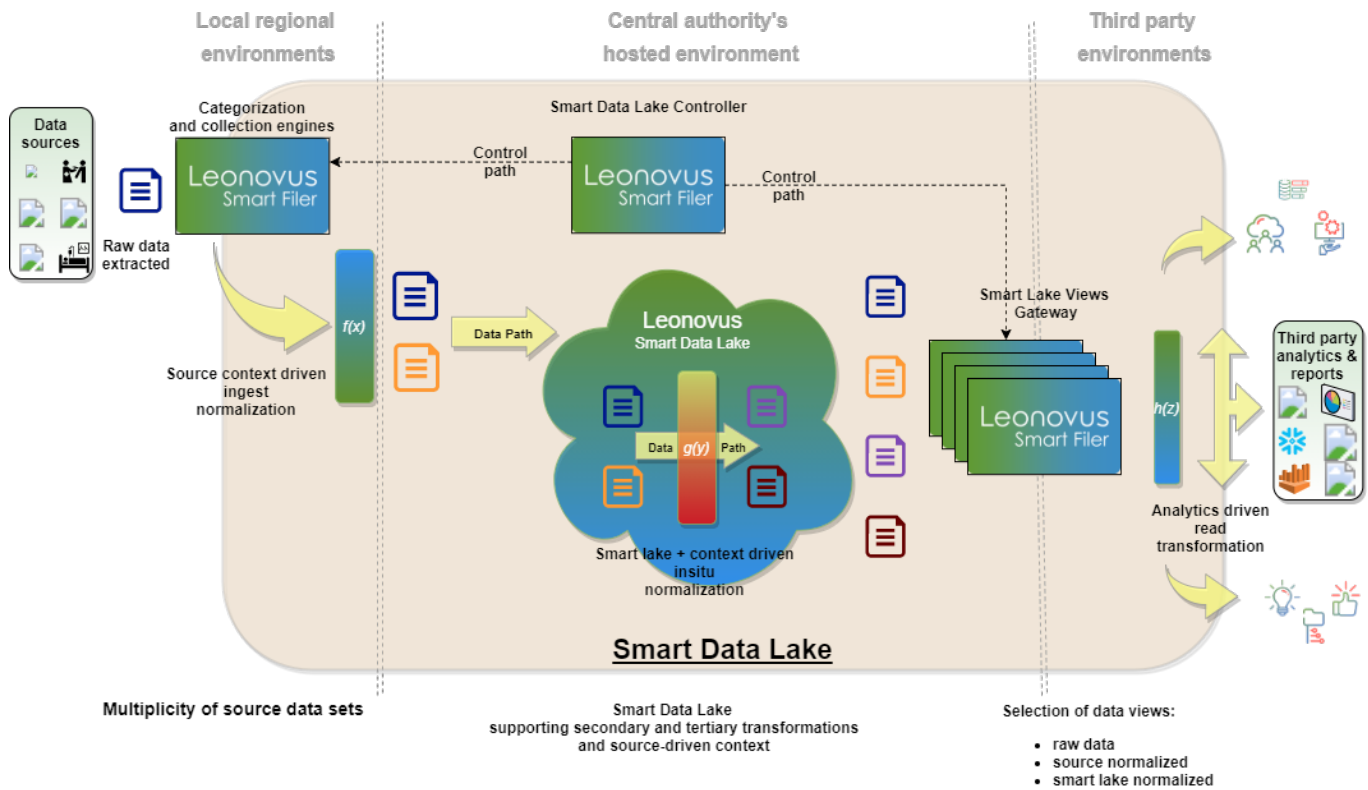 Local regional
environments
Central authority's
hosted environment
Third party
environments
Data
sources
Raw data
extracted
Categorization
and collection engines
Leonovus
Smart Filer
Control
path
Smart Data Lake Controller
Leonovus
Smart Filer
Control
path
f(x)
Source context driven
ingest
normalization
Data Path
Leonovus
Smart Data Lake
Data
g(y)
Path
Smart lake + context driven
insitu
normalization
Smart Lake Views
Gateway
Leonovus
Smart Filer
h(z)
Third party
analytics &
reports
Analytics driven
read
transformation
Smart Data Lake
Multiplicity of source data sets
Smart Data Lake
supporting secondary and tertiary transformations
and source-driven context
Selection of data views:
• raw data
• source normalized
• smart lake normalized